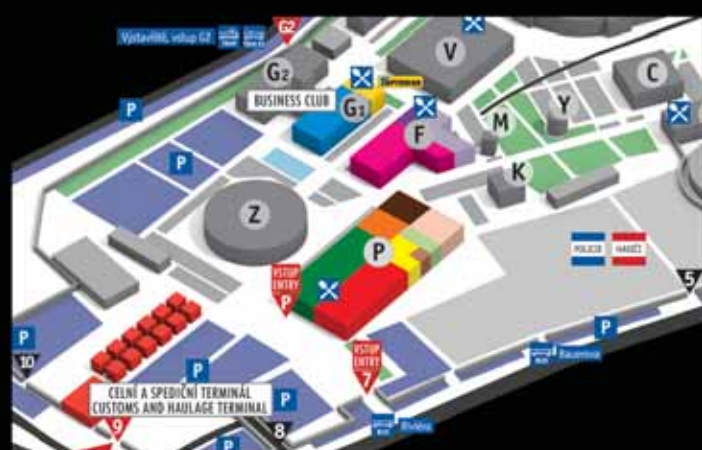 G2
Výstaviště, vstup G2
V
G2
C
P
BUSINESS CLUB
G1
Y
M
F
P
K
Z
P
POLICIE
HASIČI
VSTUP
ENTRY
P
5
P
P
10
VSTUP
ENTRY
7
P
Bauerova
CELNÍ A SPEDIČNÍ TERMINÁL
CUSTOMS AND HAULAGE TERMINAL
P
9
8
Riviéra
P